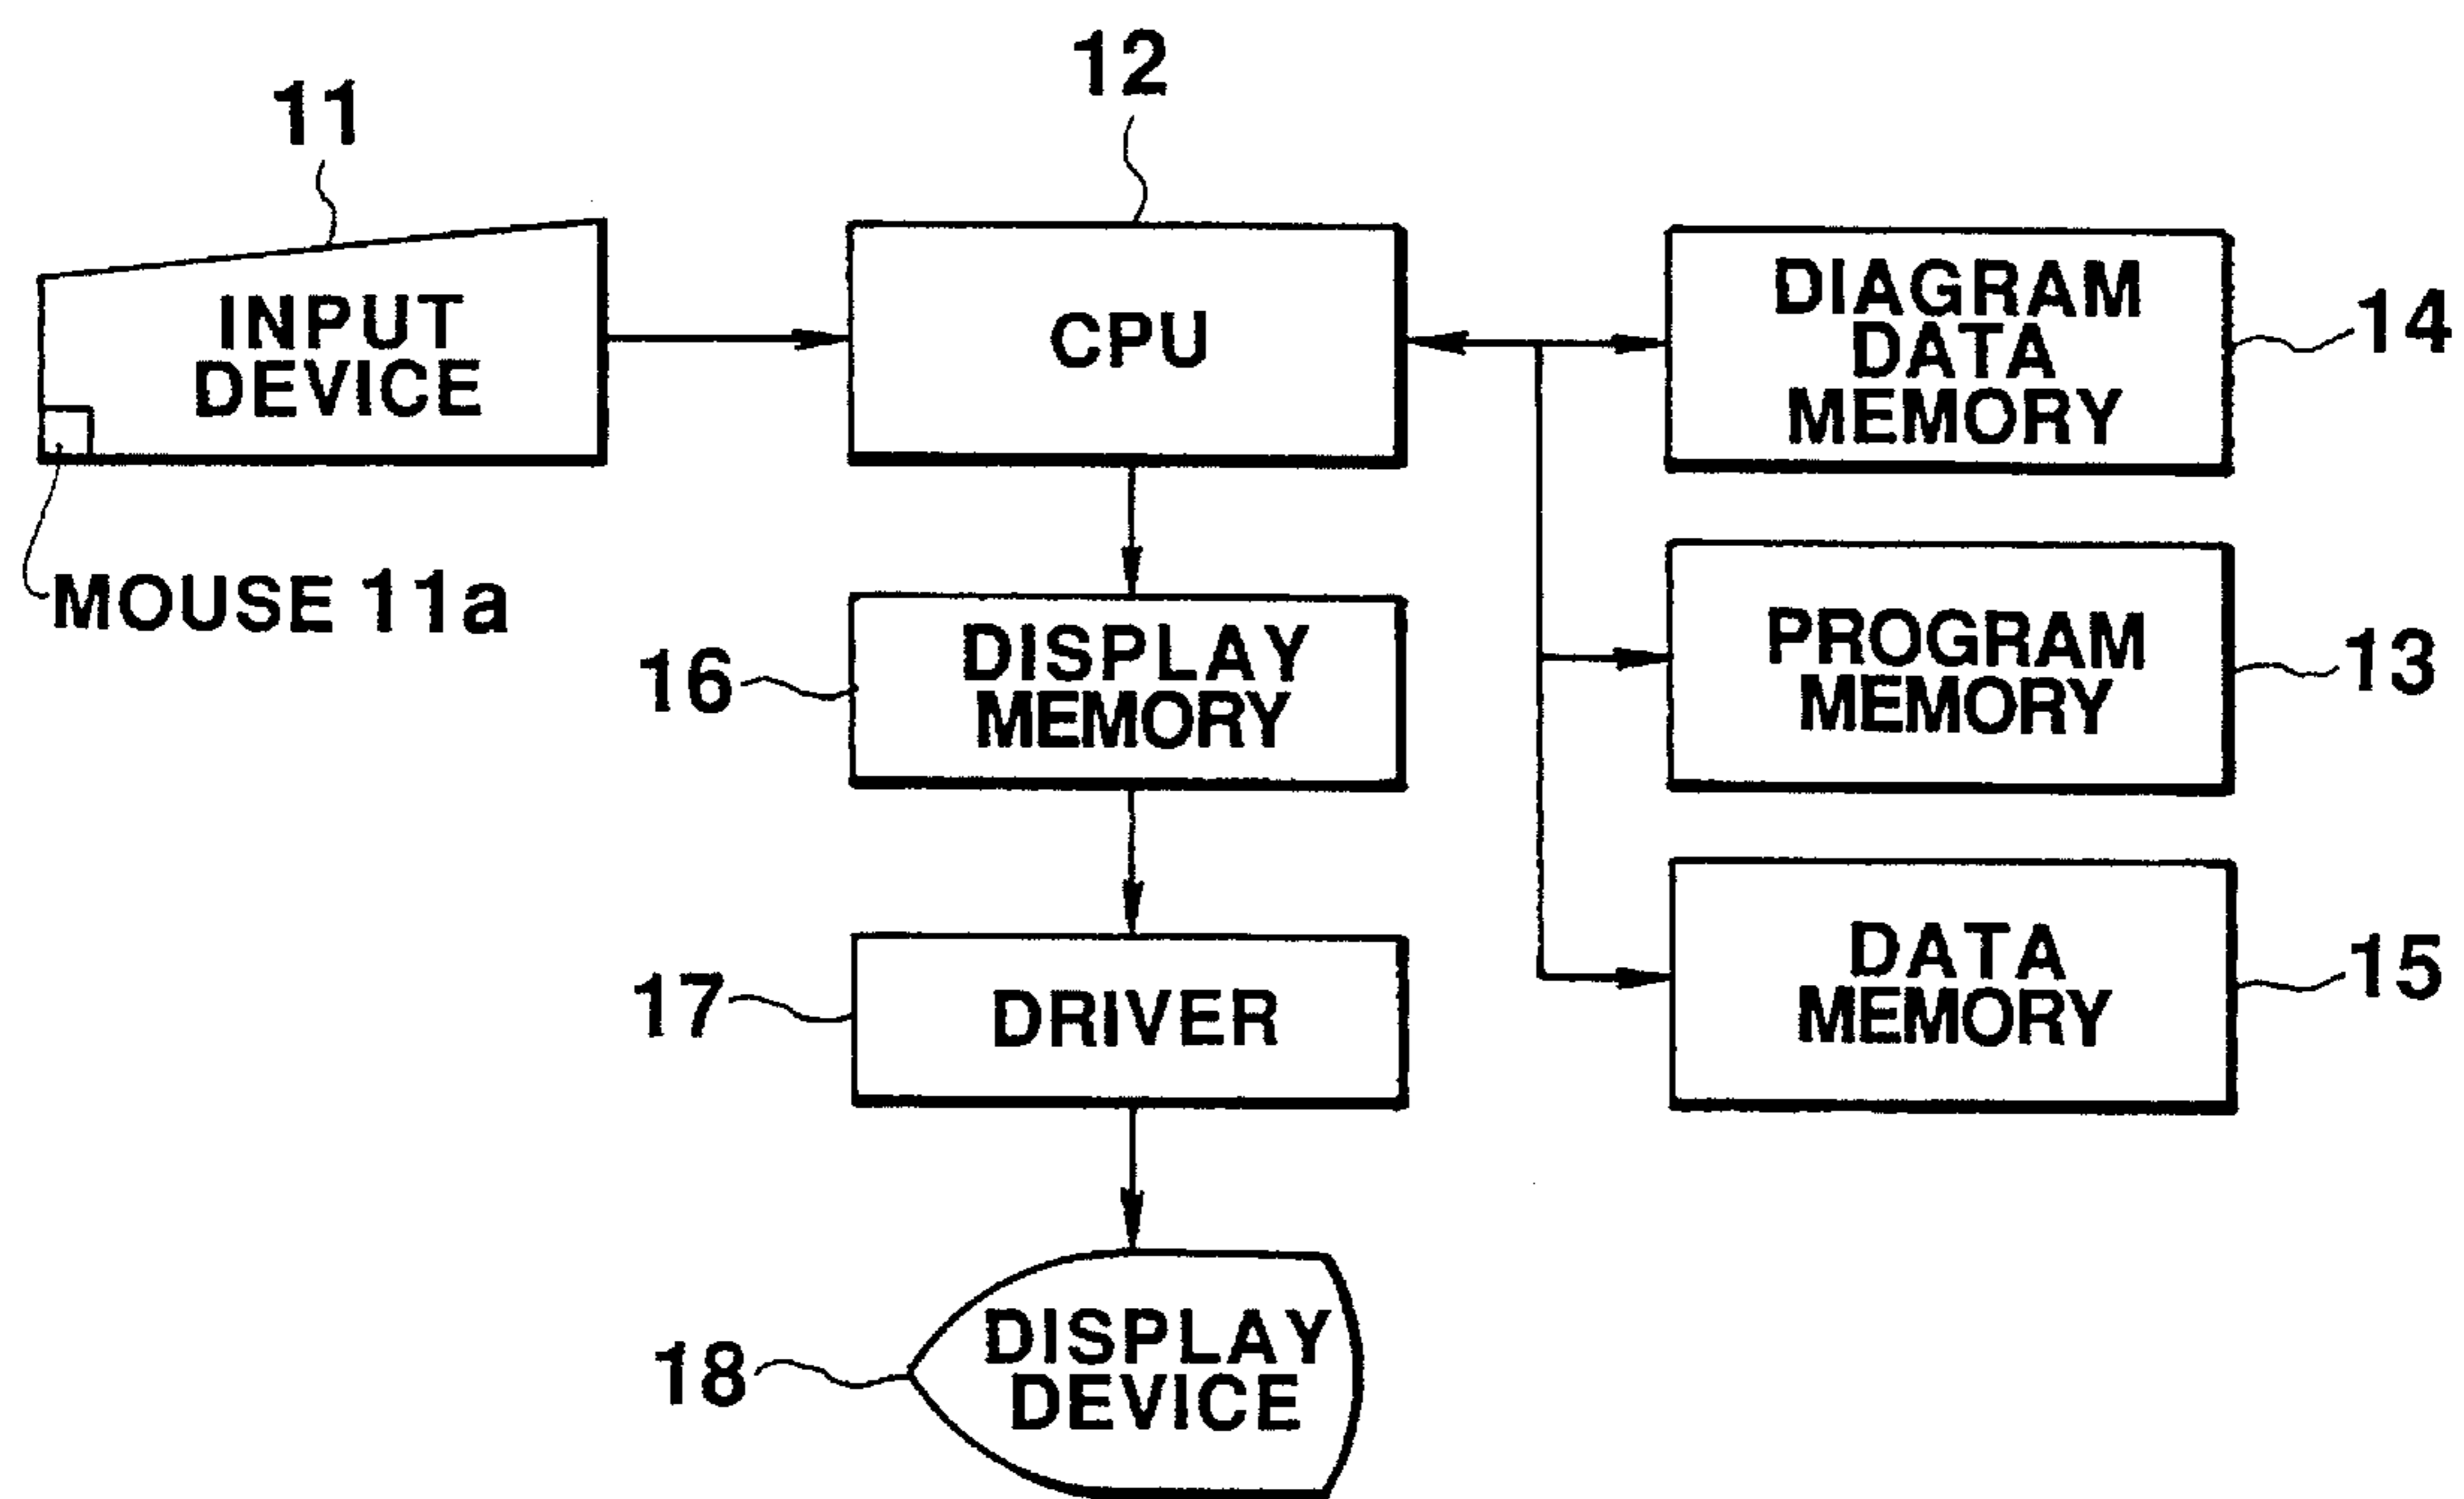 11
INPUT
DEVICE
MOUSE 11a
12
CPU
DIAGRAM
DATA
MEMORY
14
PROGRAM
MEMORY
13
DATA
MEMORY
15
16
DISPLAY
MEMORY
17
DRIVER
18
DISPLAY
DEVICE